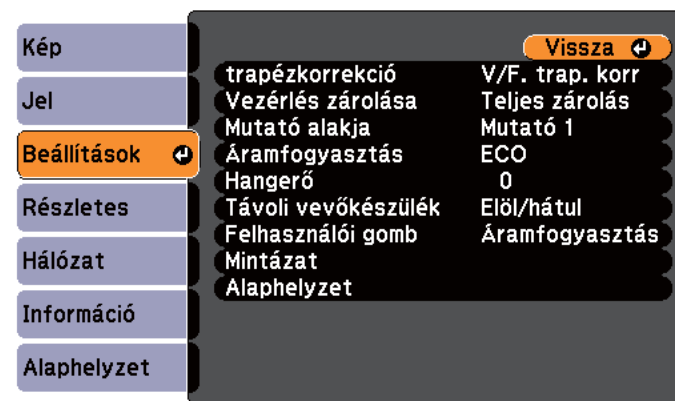 Kép
Jel
Beállítások
Részletes
Hálózat
Információ
Alaphelyzet
Vissza
trapézkorrekció V/F. trap. korr
Vezérlés zárolása Teljes zárolás
Mutató alakja Mutató 1
Áramfogyasztás ECO
Hangerő 0
Távoli vevőkészülék Elöl/hátul
Felhasználói gomb Áramfogyasztás
Mintázat
Alaphelyzet